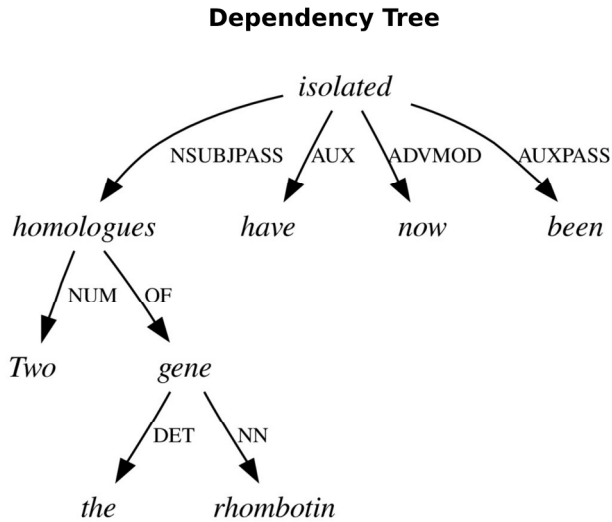 Dependency Tree
isolated
NSUBJPASS AUX ADVMOD AUXPASS
homologues have now been
NUM OF
Two gene
DET NN
the rhombotin